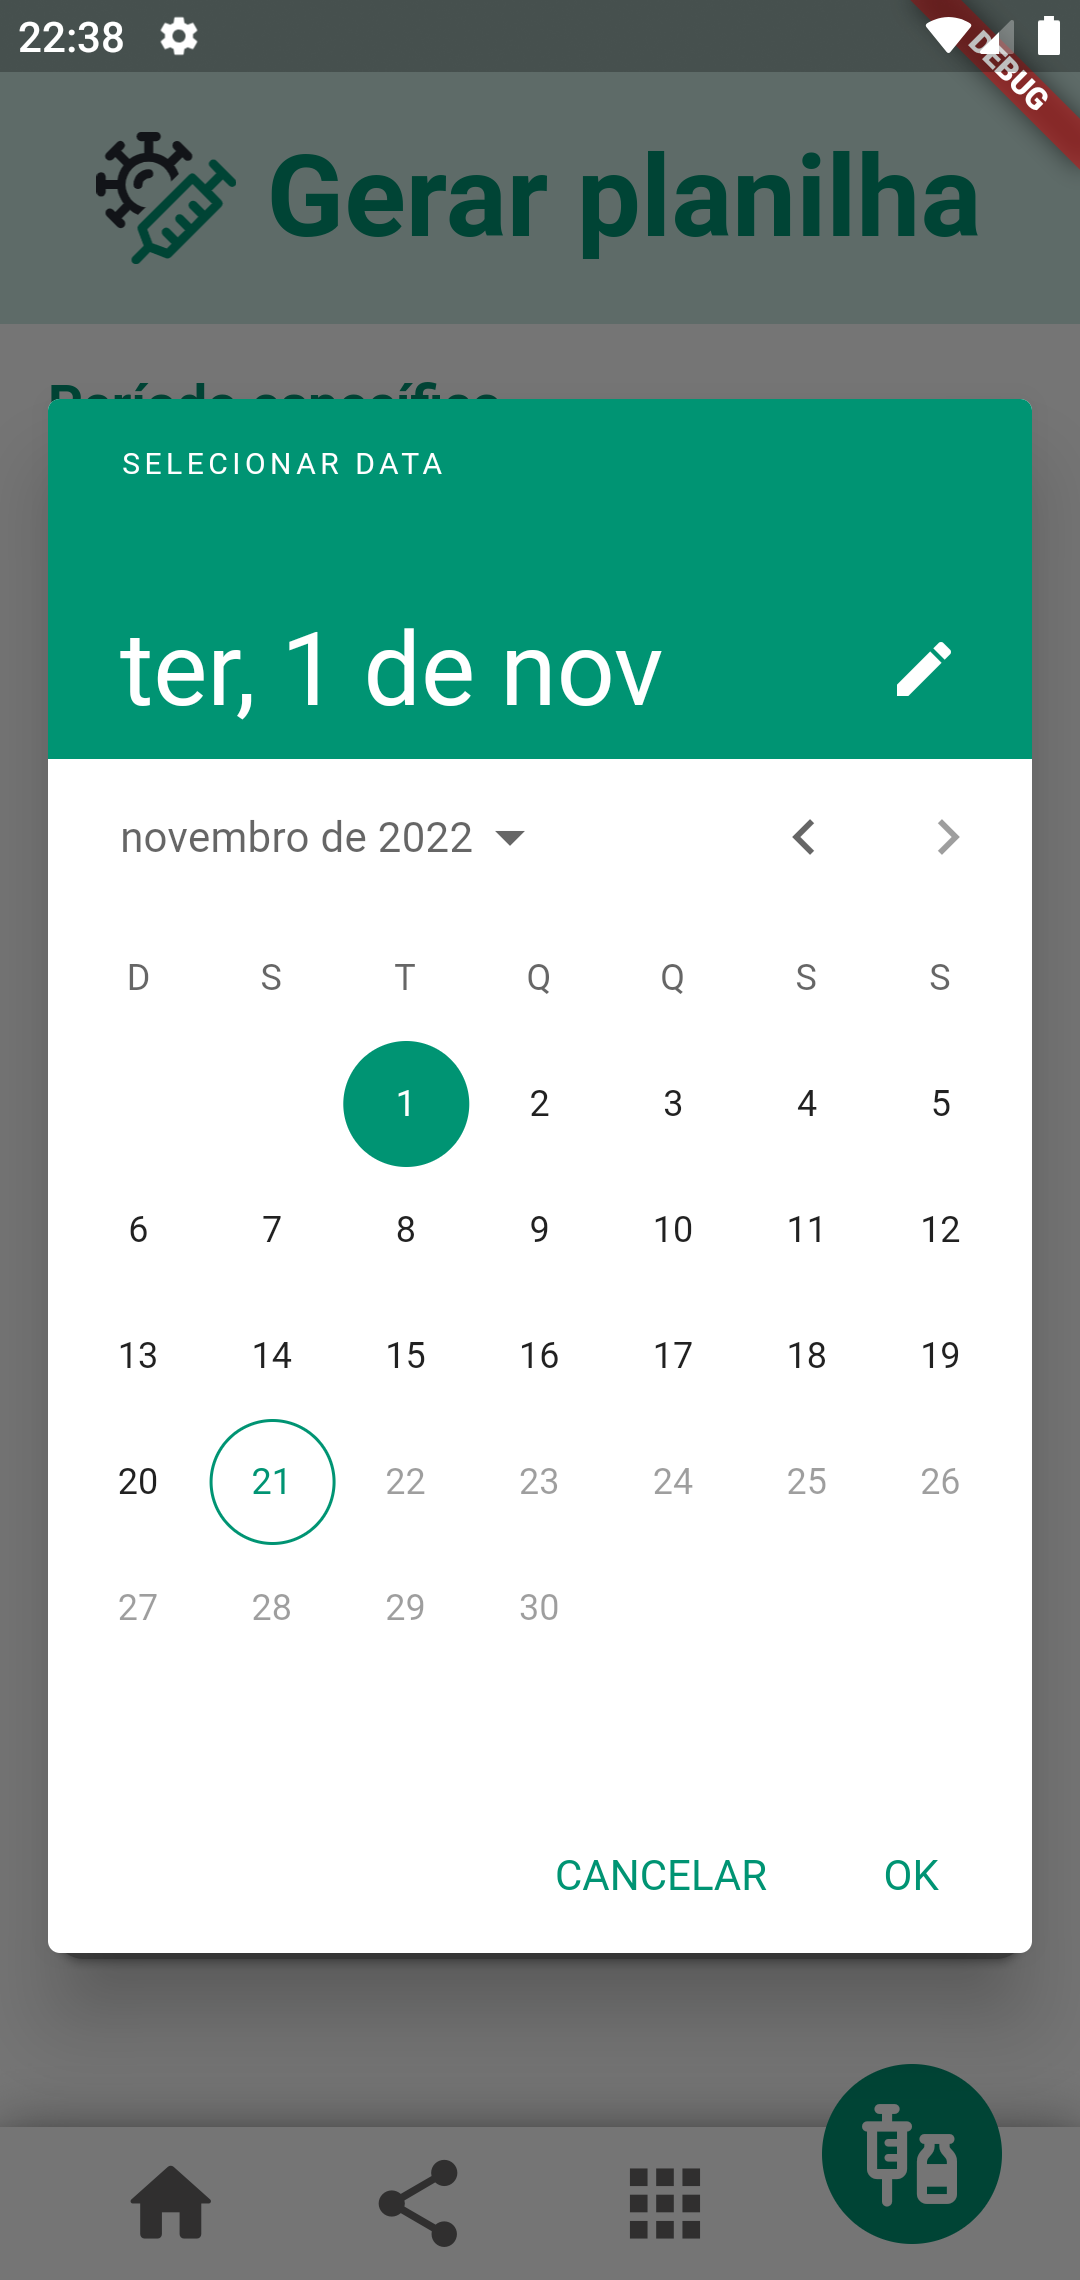 22:38
DEBUG
Gerar planilha
Período específico
SELECIONAR DATA
ter, 1 de nov
novembro de 2022
D S T Q Q S S
1 2 3 4 5
6 7 8 9 10 11 12
13 14 15 16 17 18 19
20 21 22 23 24 25 26
27 28 29 30
CANCELAR OK